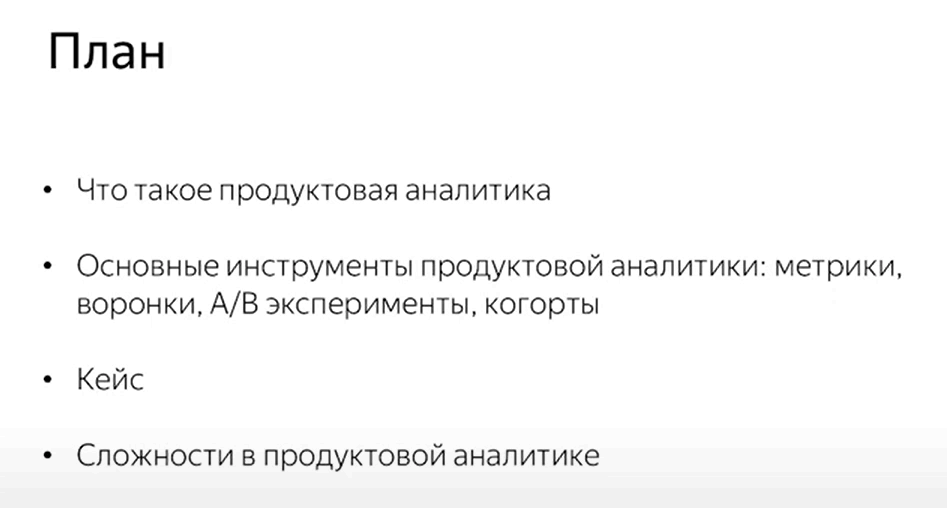 План
• Что такое продуктовая аналитика
• Основные инструменты продуктовой аналитики: метрики,
воронки, A/B эксперименты, когорты
• Кейс
• Сложности в продуктовой аналитике